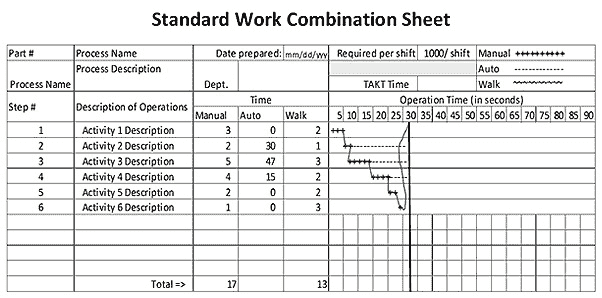 Standard Work Combination Sheet
Part # Process Name Date prepared: mm/dd/yy Required per shift 1000/ shift Manual
Process Description Auto
Process Name Dept. TAKT Time Walk
Step # Description of Operations Time Operation Time (in seconds)
Manual Auto Walk 5 10 15 20 25 30 35 40 45 50 55 60 65 70 75 80 85 90
1 Activity 1 Description 3 0 2
2 Activity 2 Description 2 30 1
3 Activity 3 Description 5 47 3
4 Activity 4 Description 4 15 2
5 Activity 5 Description 2 0 2
6 Activity 6 Description 1 0 3
Total => 17 13